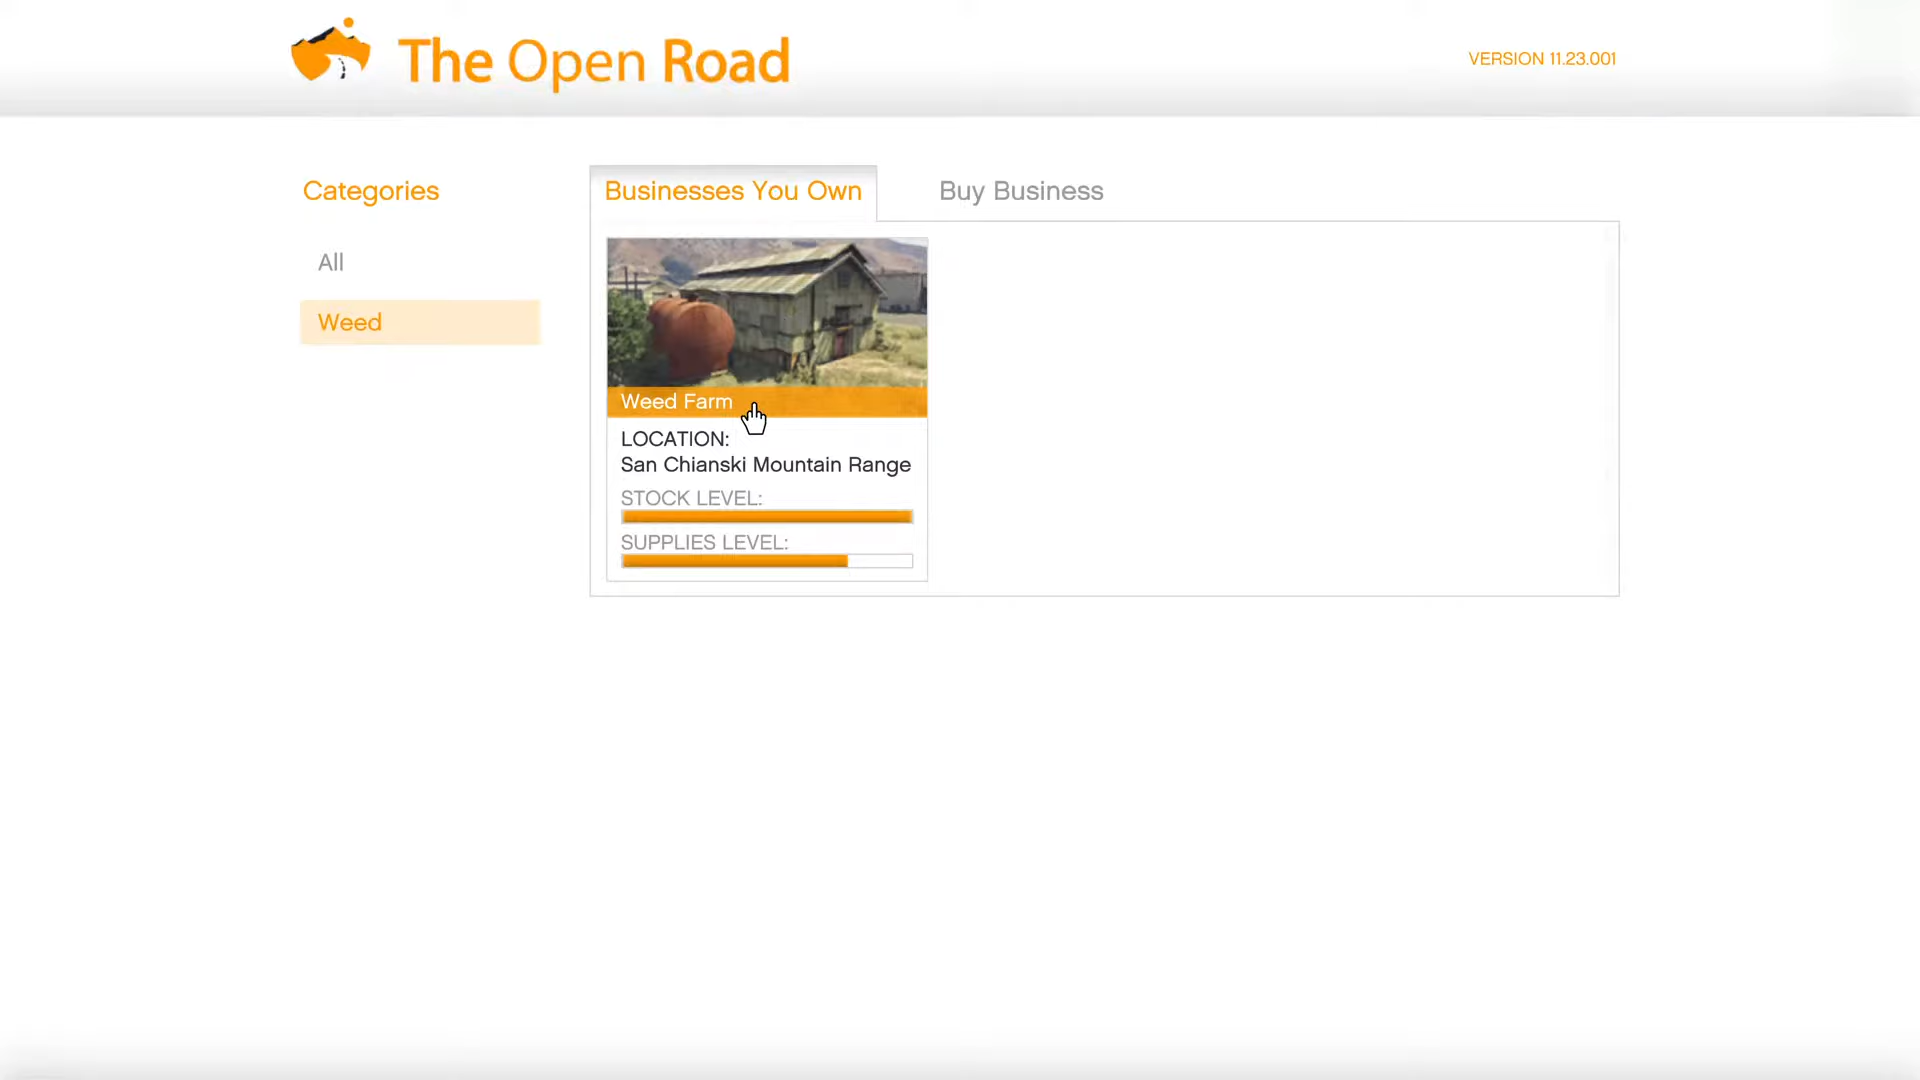 The Open Road
VERSION 11.23.001
Categories
Businesses You Own
Buy Business
All
Weed
Weed Farm
LOCATION:
San Chianski Mountain Range
STOCK LEVEL:
SUPPLIES LEVEL: